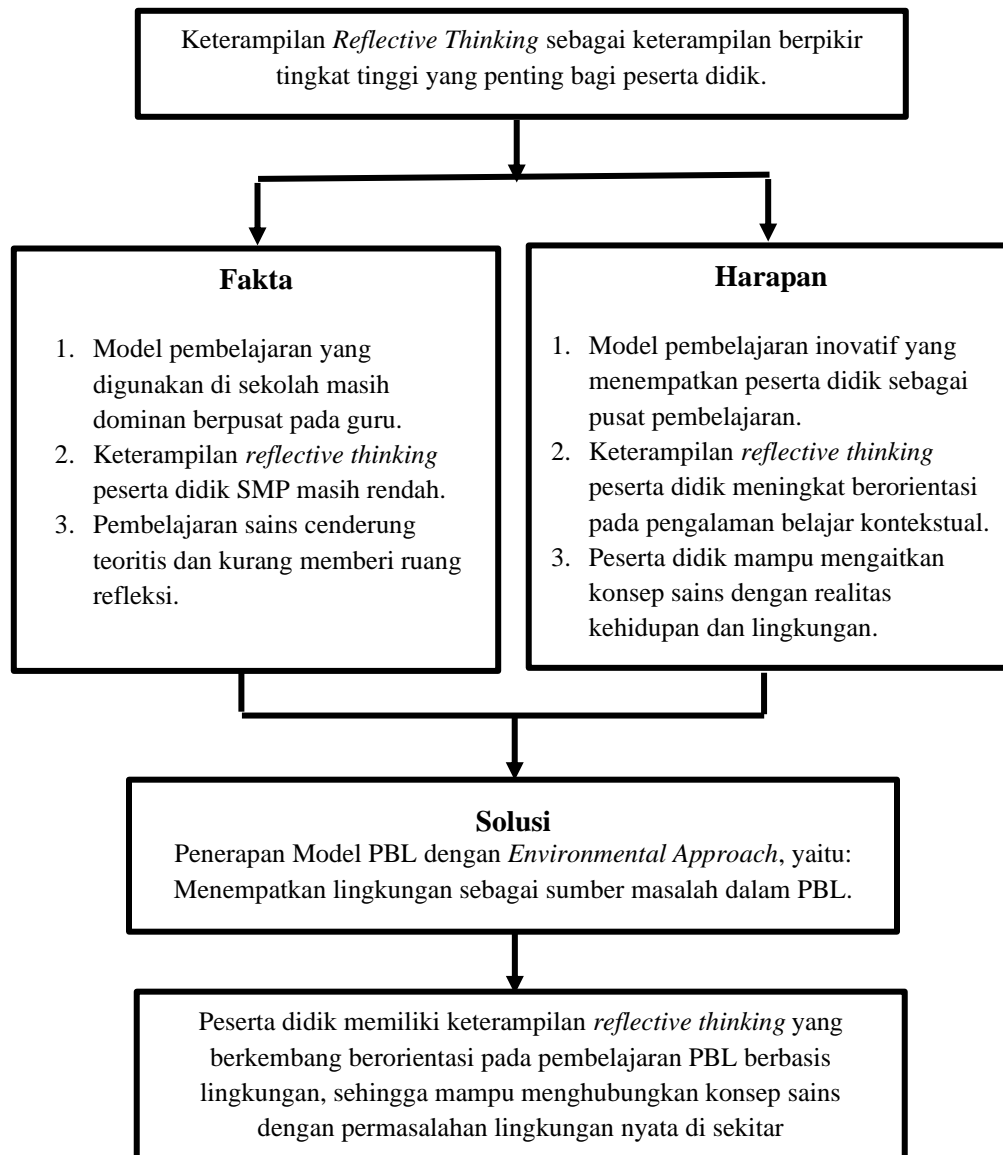 Keterampilan Reflective Thinking sebagai keterampilan berpikir
tingkat tinggi yang penting bagi peserta didik.
Fakta
1. Model pembelajaran yang
digunakan di sekolah masih
dominan berpusat pada guru.
2. Keterampilan reflective thinking
peserta didik SMP masih rendah.
3. Pembelajaran sains cenderung
teoritis dan kurang memberi ruang
refleksi.
Harapan
1. Model pembelajaran inovatif yang
menempatkan peserta didik sebagai
pusat pembelajaran.
2. Keterampilan reflective thinking
peserta didik meningkat berorientasi
pada pengalaman belajar kontekstual.
3. Peserta didik mampu mengaitkan
konsep sains dengan realitas
kehidupan dan lingkungan.
Solusi
Penerapan Model PBL dengan Environmental Approach, yaitu:
Menempatkan lingkungan sebagai sumber masalah dalam PBL.
Peserta didik memiliki keterampilan reflective thinking yang
berkembang berorientasi pada pembelajaran PBL berbasis
lingkungan, sehingga mampu menghubungkan konsep sains
dengan permasalahan lingkungan nyata di sekitar